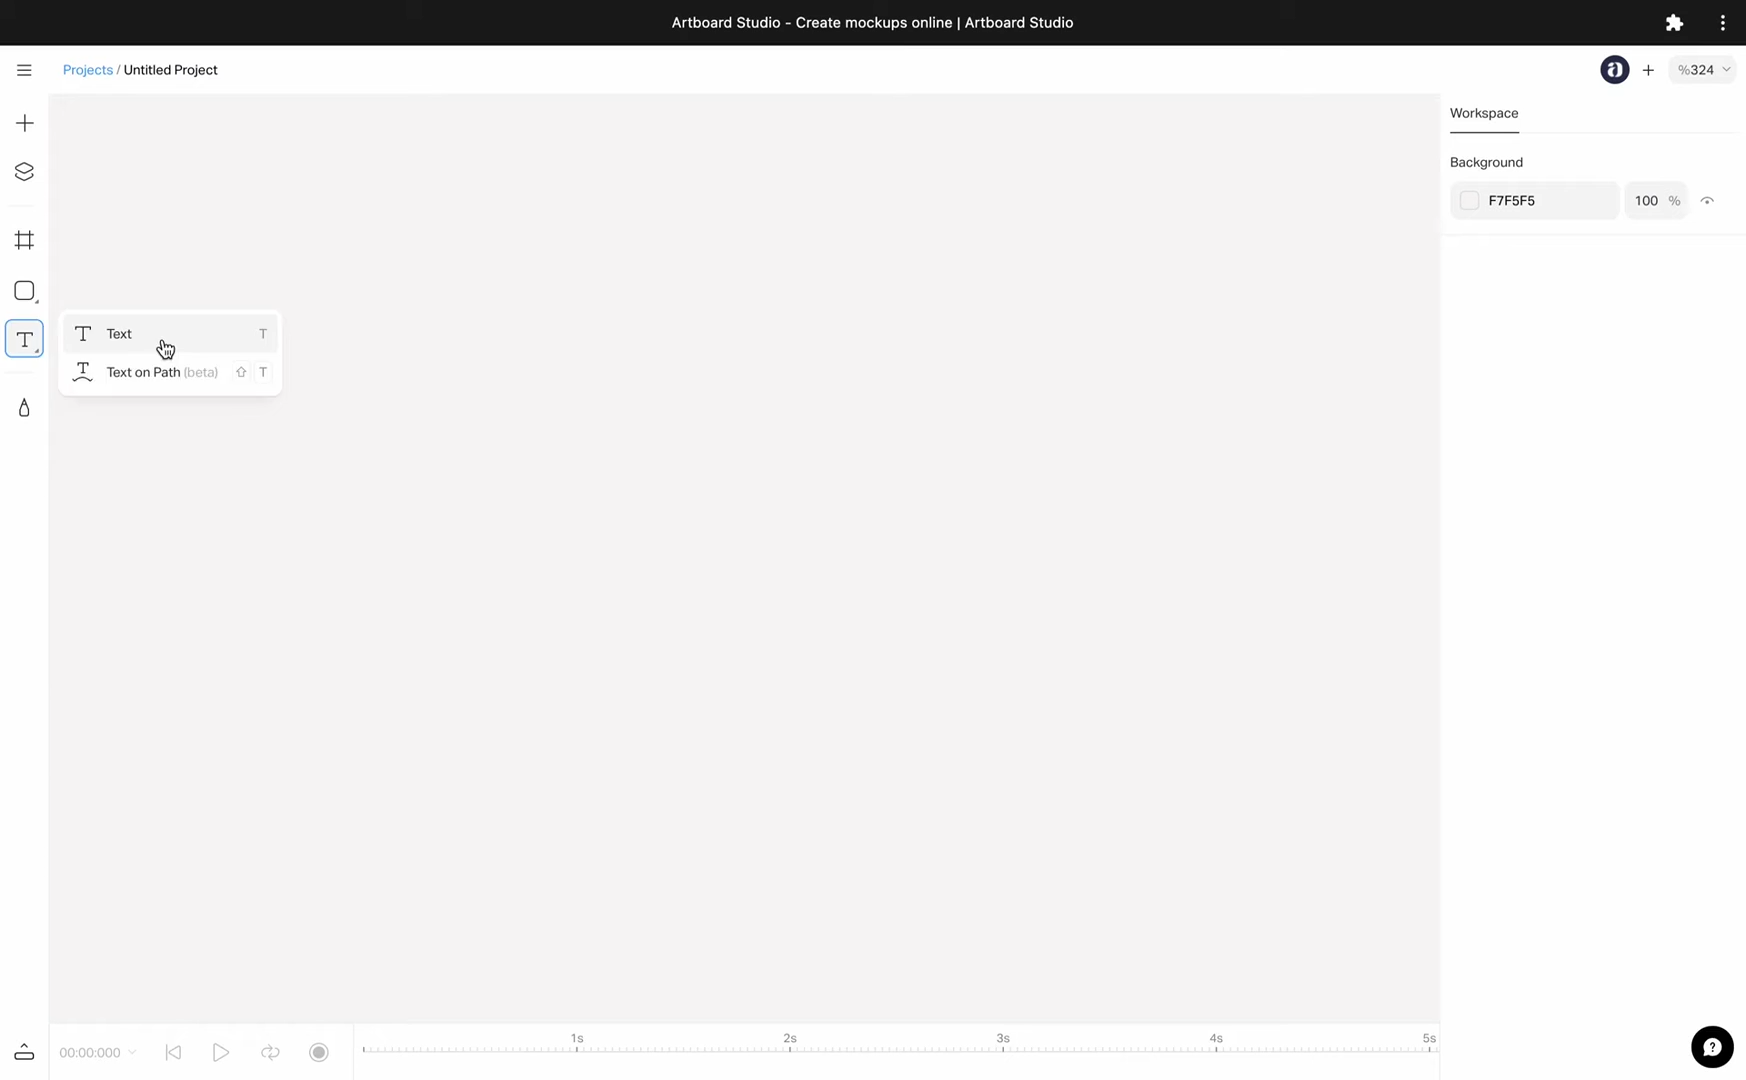 Artboard Studio - Create mockups online | Artboard Studio
Projects / Untitled Project
%324
Workspace
Background
F7F5F5 100 %
Text T
Text on Path (beta) ⇧ T
00:00:000
1s 2s 3s 4s 5s